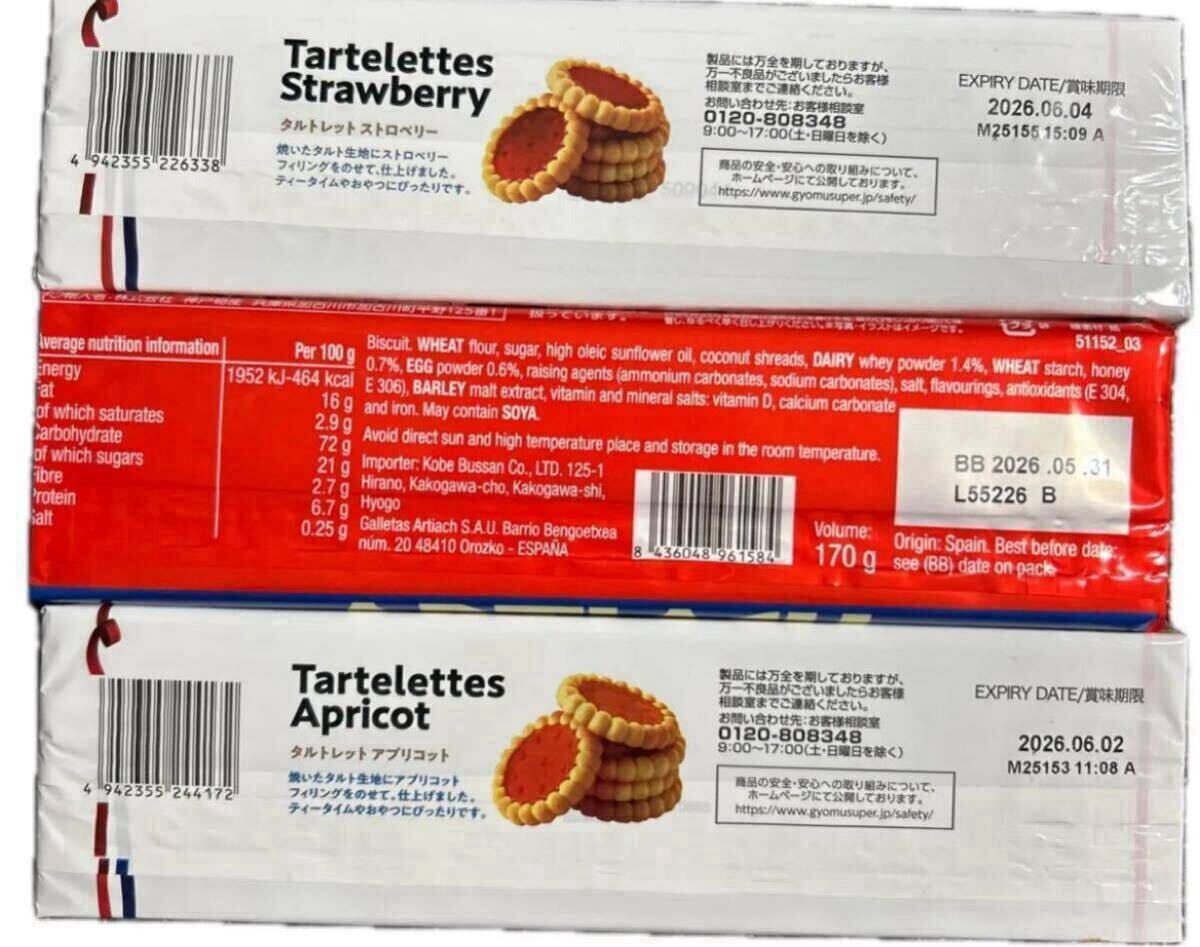 Tartelettes
Strawberry
タルトレット ストロベリー
焼いたタルト生地にストロベリー
フィリングをのせて、仕上げました。
ティータイムやおやつにぴったりです。
4 942355 226338
製品には万全を期しておりますが、
万一不良品がございましたらお客様
相談室までご連絡ください。
お問い合わせ先:お客様相談室
0120-808348
9:00〜17:00(土・日曜日を除く)
商品の安全・安心への取り組みについて、
ホームページにて公開しております。
https://www.gyomusuper.jp/safety/
EXPIRY DATE/賞味期限
2026.06.04
M25155 15:09 A
51152_03
Average nutrition information Per 100 g
Energy 1952 kJ-464 kcal
Fat 16 g
of which saturates 2.9 g
Carbohydrate 72 g
of which sugars 21 g
Fibre 2.7 g
Protein 6.7 g
Salt 0.25 g
Biscuit. WHEAT flour, sugar, high oleic sunflower oil, coconut shreads, DAIRY whey powder 1.4%, WHEAT starch, honey
0.7%, EGG powder 0.6%, raising agents (ammonium carbonates, sodium carbonates), salt, flavourings, antioxidants (E 304,
E 306), BARLEY malt extract, vitamin and mineral salts: vitamin D, calcium carbonate
and iron. May contain SOYA.
Avoid direct sun and high temperature place and storage in the room temperature.
Importer: Kobe Bussan Co., LTD. 125-1
Hirano, Kakogawa-cho, Kakogawa-shi,
Hyogo
Galletas Artiach S.A.U. Barrio Bengoetxea
núm. 20 48410 Orozko - ESPAÑA
8 436048 961584
Volume:
170 g
BB 2026 .05 .31
L55226 B
Origin: Spain. Best before date:
see (BB) date on pack.
Tartelettes
Apricot
タルトレット アプリコット
焼いたタルト生地にアプリコット
フィリングをのせて、仕上げました。
ティータイムやおやつにぴったりです。
4 942355 244172
製品には万全を期しておりますが、
万一不良品がございましたらお客様
相談室までご連絡ください。
お問い合わせ先:お客様相談室
0120-808348
9:00〜17:00(土・日曜日を除く)
商品の安全・安心への取り組みについて、
ホームページにて公開しております。
https://www.gyomusuper.jp/safety/
EXPIRY DATE/賞味期限
2026.06.02
M25153 11:08 A